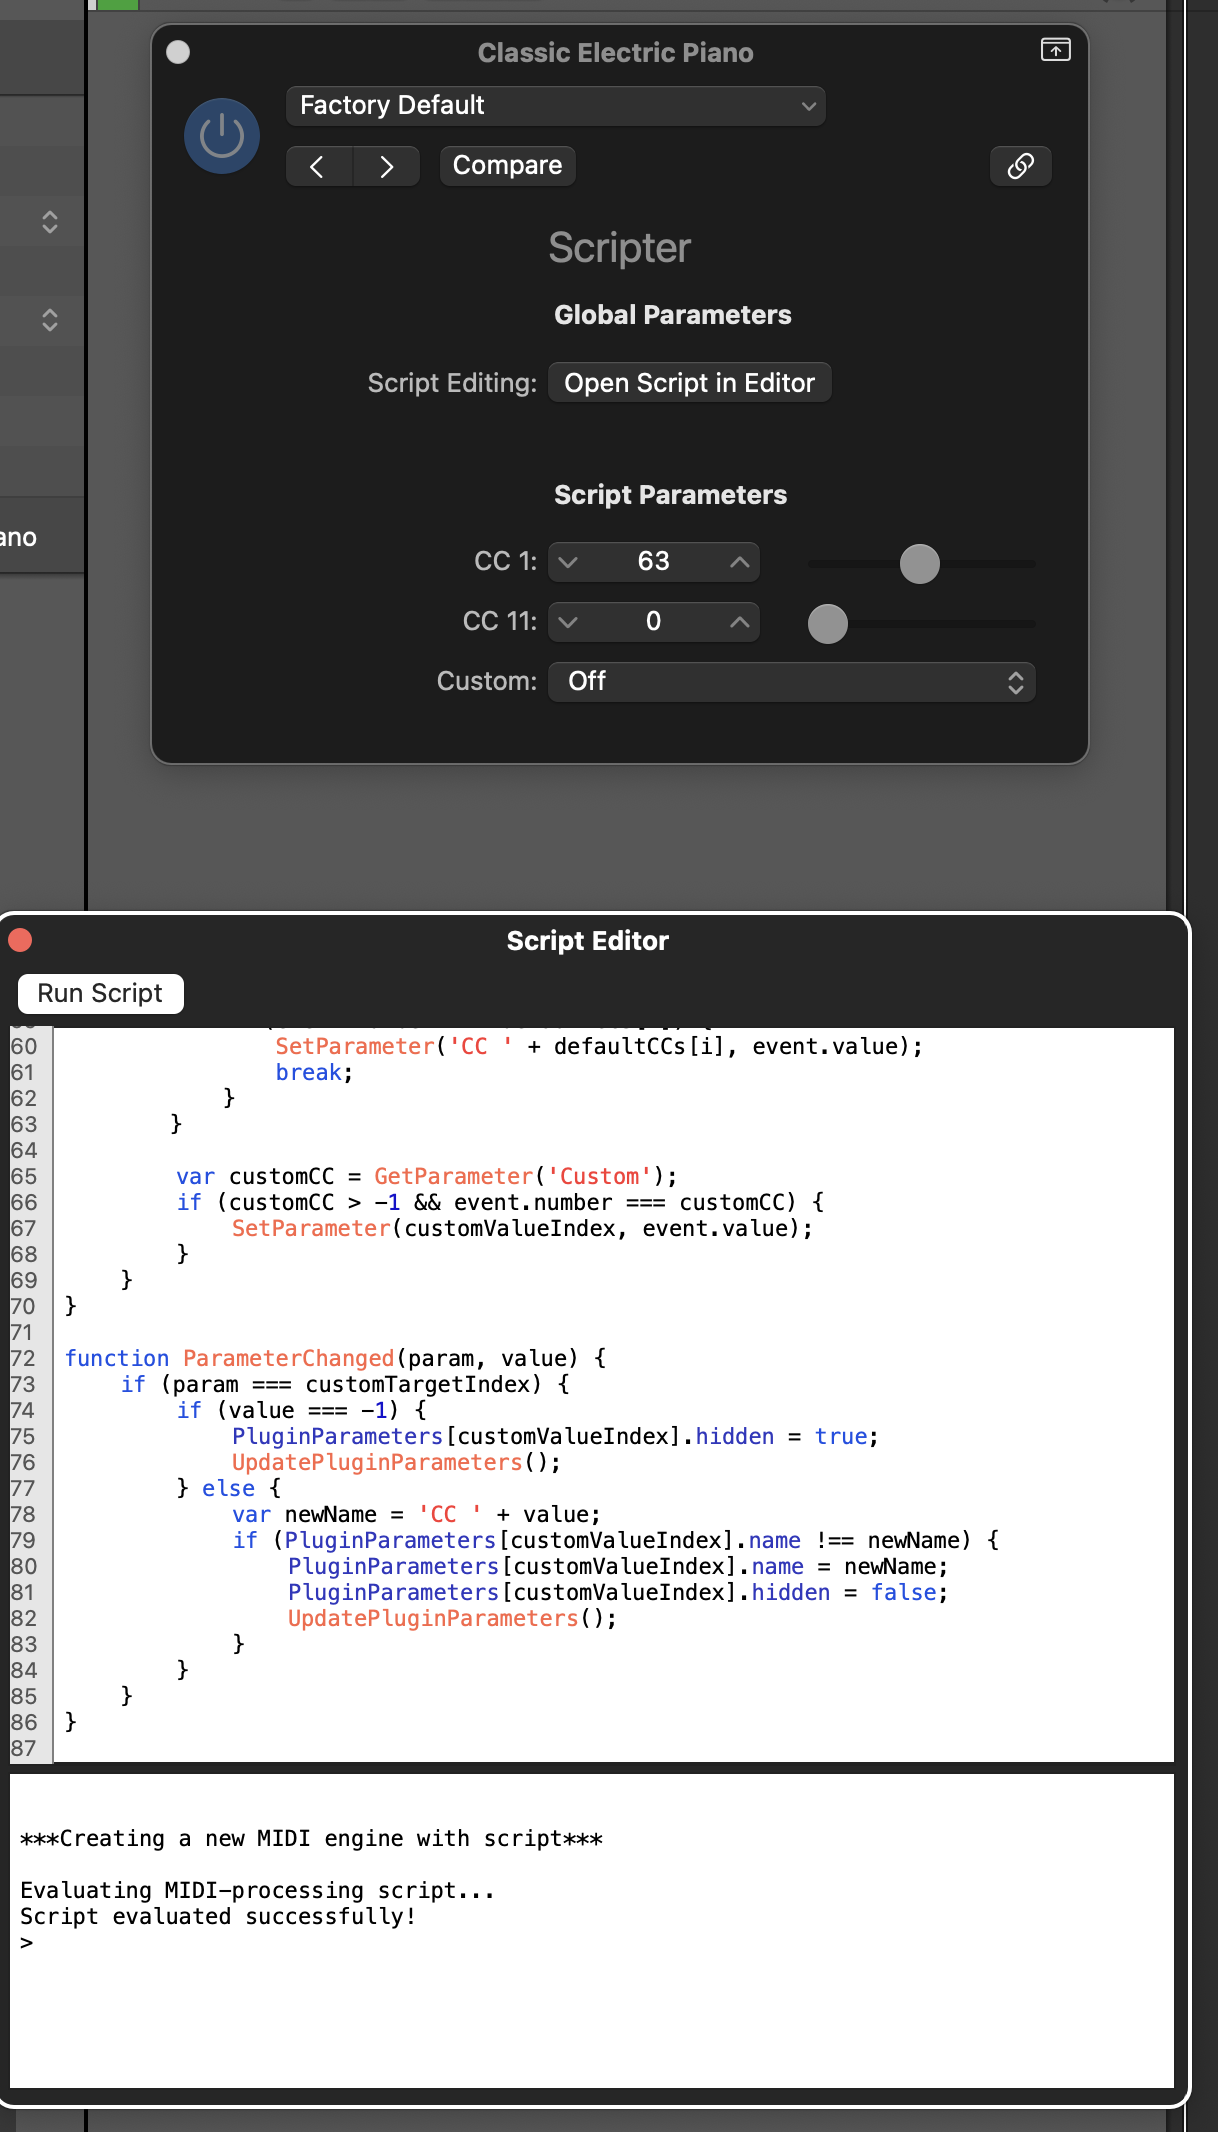 Classic Electric Piano
Factory Default
Compare
Scripter
Global Parameters
Script Editing: Open Script in Editor
Script Parameters
ano
CC 1: 63
CC 11: 0
Custom: Off
Script Editor
Run Script
60 SetParameter('CC ' + defaultCCs[i], event.value);
61 break;
62 }
63 }
64
65 var customCC = GetParameter('Custom');
66 if (customCC > -1 && event.number === customCC) {
67 SetParameter(customValueIndex, event.value);
68 }
69 }
70 }
71
72 function ParameterChanged(param, value) {
73 if (param === customTargetIndex) {
74 if (value === -1) {
75 PluginParameters[customValueIndex].hidden = true;
76 UpdatePluginParameters();
77 } else {
78 var newName = 'CC ' + value;
79 if (PluginParameters[customValueIndex].name !== newName) {
80 PluginParameters[customValueIndex].name = newName;
81 PluginParameters[customValueIndex].hidden = false;
82 UpdatePluginParameters();
83 }
84 }
85 }
86 }
87
***Creating a new MIDI engine with script***
Evaluating MIDI-processing script...
Script evaluated successfully!
>